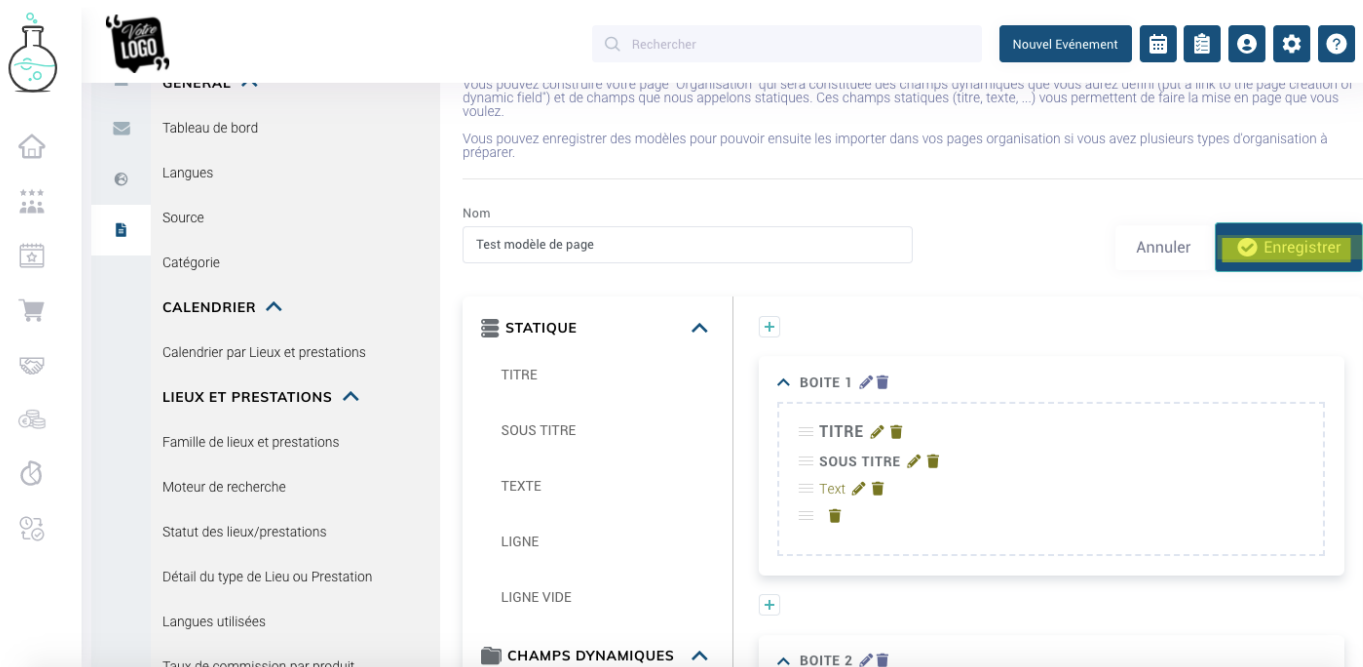 Votre
LOGO
Rechercher
Nouvel Evénement
GÉNÉRAL
Tableau de bord
Langues
Source
Catégorie
CALENDRIER
Calendrier par Lieux et prestations
LIEUX ET PRESTATIONS
Famille de lieux et prestations
Moteur de recherche
Statut des lieux/prestations
Détail du type de Lieu ou Prestation
Langues utilisées
Taux de commission par produit
Vous pouvez construire votre page "Organisation" qui sera constituée des champs dynamiques que vous aurez défini (put a link to the page creation of
dynamic field") et de champs que nous appelons statiques. Ces champs statiques (titre, texte, ...) vous permettent de faire la mise en page que vous
voulez.
Vous pouvez enregistrer des modèles pour pouvoir ensuite les importer dans vos pages organisation si vous avez plusieurs types d'organisation à
préparer.
Nom
Test modèle de page
Annuler
Enregistrer
STATIQUE
TITRE
SOUS TITRE
TEXTE
LIGNE
LIGNE VIDE
CHAMPS DYNAMIQUES
BOITE 1
TITRE
SOUS TITRE
Text
BOITE 2